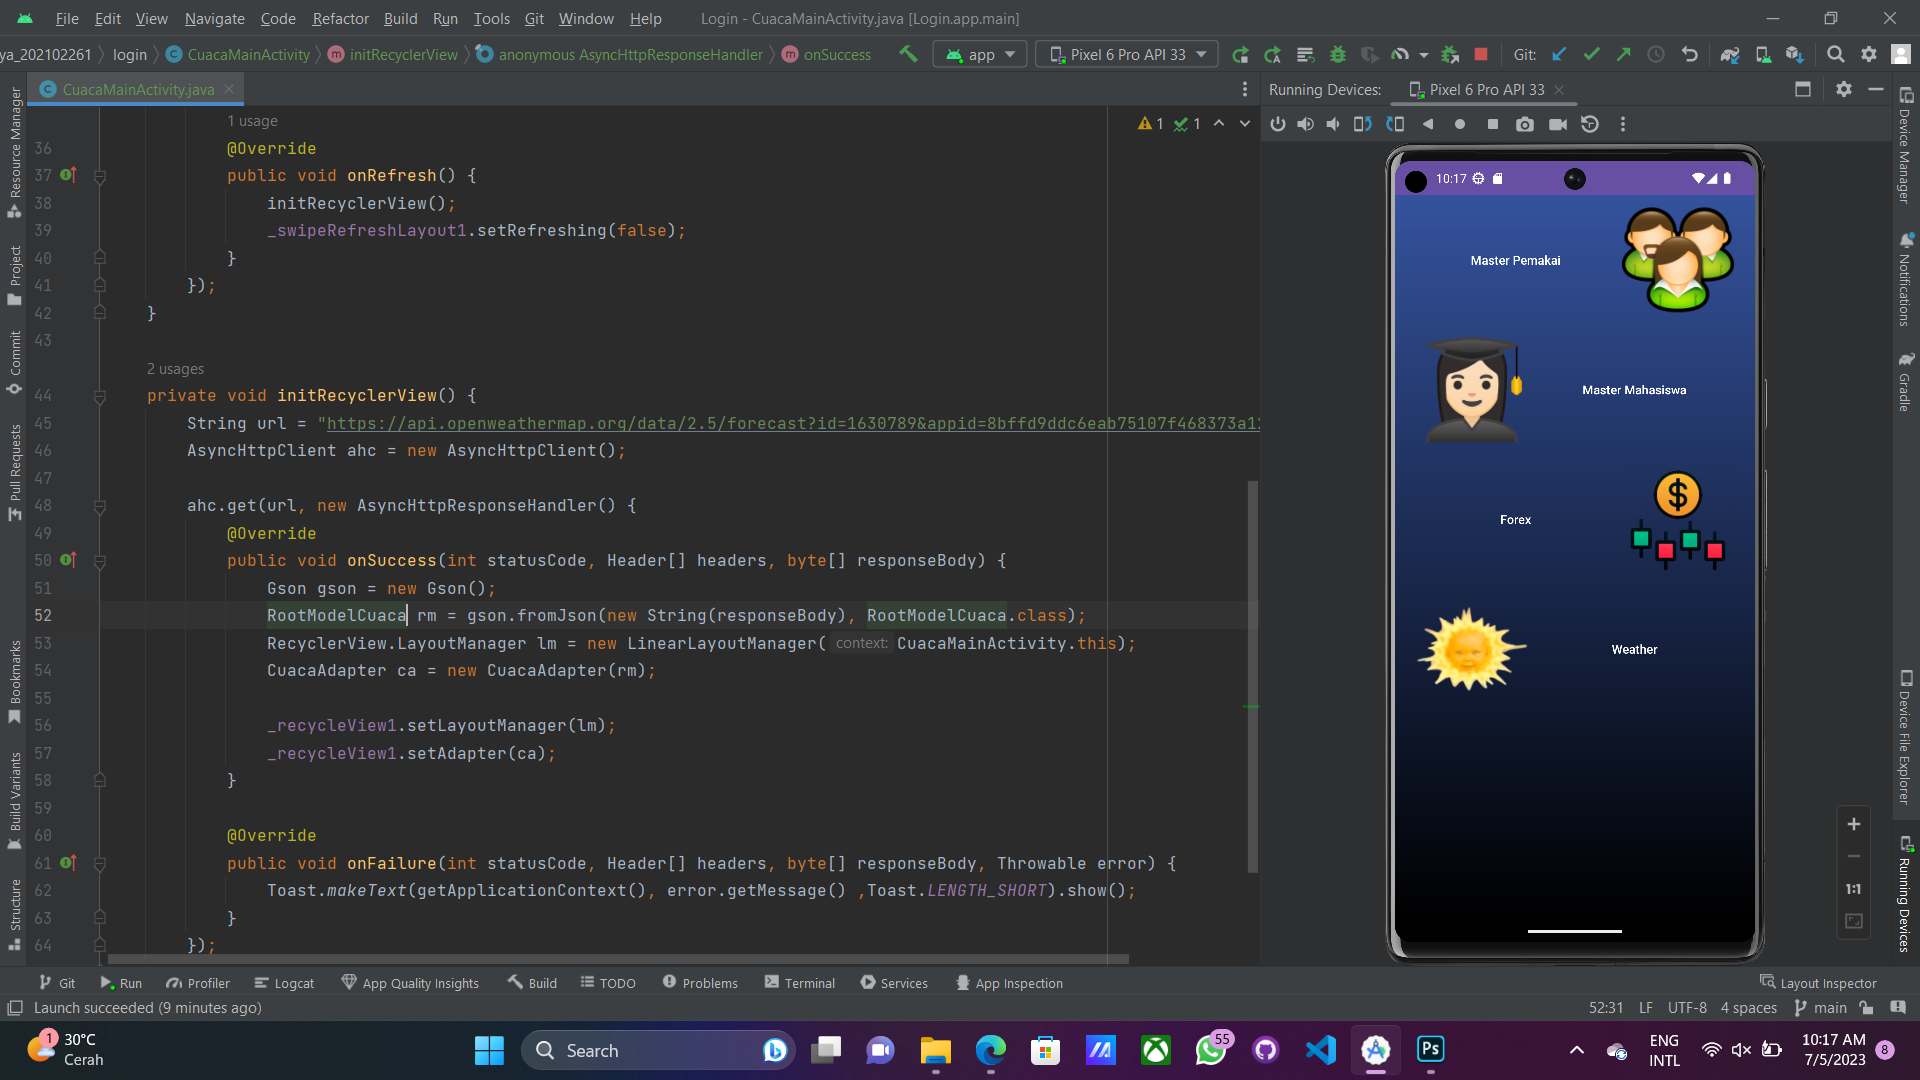 File Edit View Navigate Code Refactor Build Run Tools Git Window Help Login - CuacaMainActivity.java [Login.app.main]
ya_202102261 login CuacaMainActivity initRecyclerView anonymous AsyncHttpResponseHandler onSuccess app Pixel 6 Pro API 33 Git:
CuacaMainActivity.java
Running Devices: Pixel 6 Pro API 33
1 usage
1 1
36 @Override
37 public void onRefresh() {
38 initRecyclerView();
39 _swipeRefreshLayout1.setRefreshing(false);
40 }
41 });
42 }
43
2 usages
44 private void initRecyclerView() {
45 String url = "https://api.openweathermap.org/data/2.5/forecast?id=1630789&appid=8bffd9ddc6eab75107f468373a12
46 AsyncHttpClient ahc = new AsyncHttpClient();
47
48 ahc.get(url, new AsyncHttpResponseHandler() {
49 @Override
50 public void onSuccess(int statusCode, Header[] headers, byte[] responseBody) {
51 Gson gson = new Gson();
52 RootModelCuaca rm = gson.fromJson(new String(responseBody), RootModelCuaca.class);
53 RecyclerView.LayoutManager lm = new LinearLayoutManager( context: CuacaMainActivity.this);
54 CuacaAdapter ca = new CuacaAdapter(rm);
55
56 _recycleView1.setLayoutManager(lm);
57 _recycleView1.setAdapter(ca);
58 }
59
60 @Override
61 public void onFailure(int statusCode, Header[] headers, byte[] responseBody, Throwable error) {
62 Toast.makeText(getApplicationContext(), error.getMessage() ,Toast.LENGTH_SHORT).show();
63 }
64 });
Resource Manager
Project
Commit
Pull Requests
Bookmarks
Build Variants
Structure
10:17
Master Pemakai
Master Mahasiswa
Forex
Weather
1:1
Device Manager
Notifications
Gradle
Device File Explorer
Running Devices
Git Run Profiler Logcat App Quality Insights Build TODO Problems Terminal Services App Inspection Layout Inspector
Launch succeeded (9 minutes ago) 52:31 LF UTF-8 4 spaces main
1 30°C
Cerah
Search
55
Ps
ENG
INTL
10:17 AM
7/5/2023
8